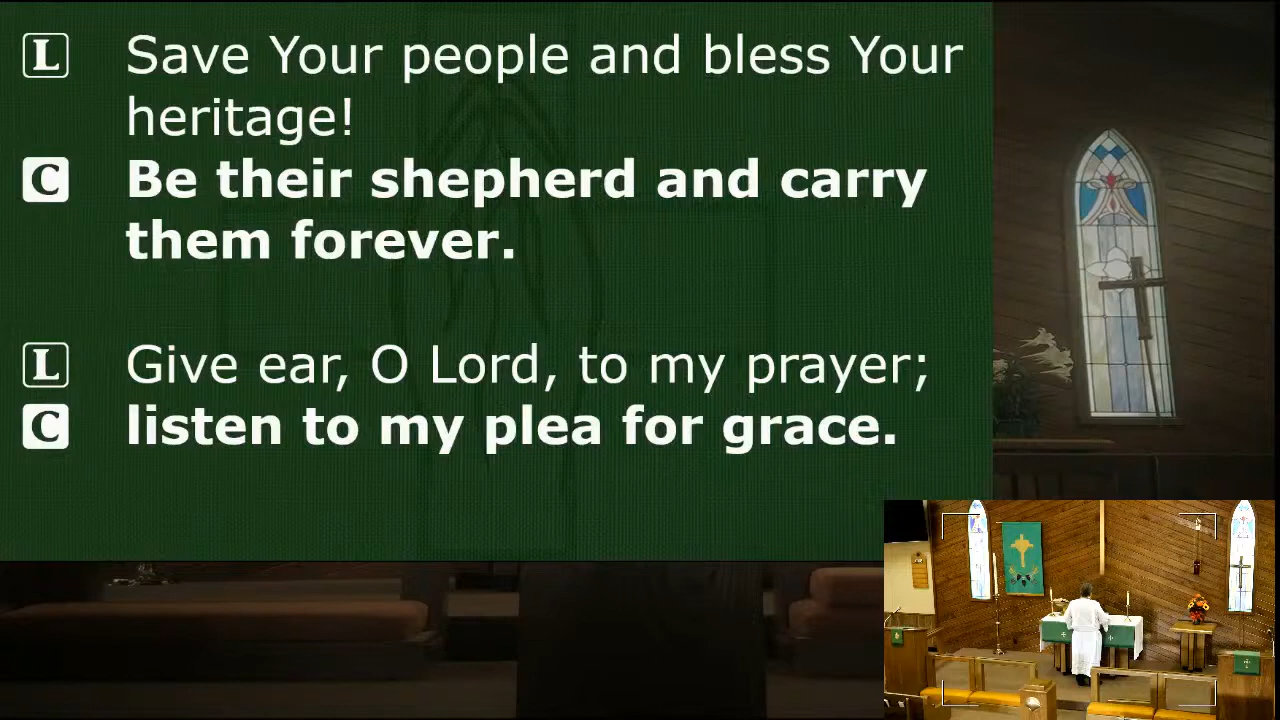 L Save Your people and bless Your
heritage!
C Be their shepherd and carry
them forever.
L Give ear, O Lord, to my prayer;
C listen to my plea for grace.